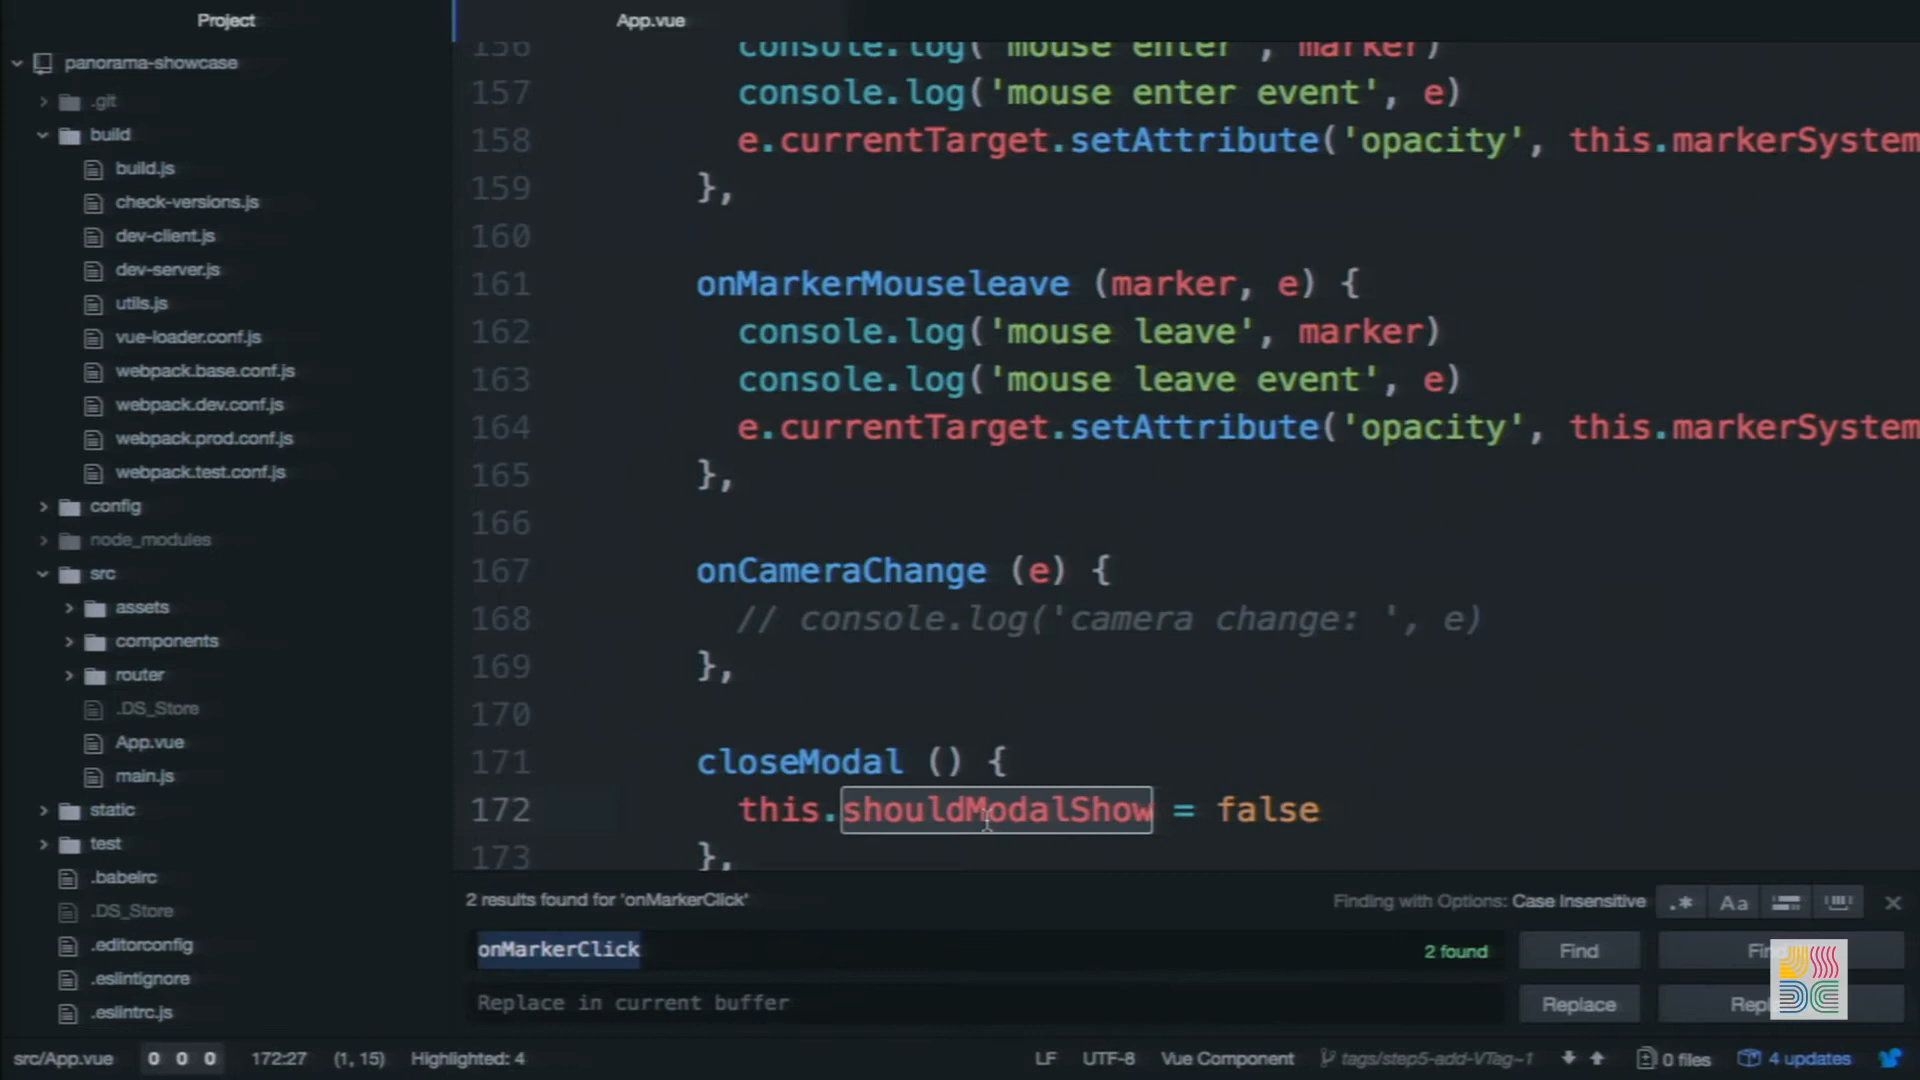 Project
App.vue
panorama-showcase
.git
build
build.js
check-versions.js
dev-client.js
dev-server.js
utils.js
vue-loader.conf.js
webpack.base.conf.js
webpack.dev.conf.js
webpack.prod.conf.js
webpack.test.conf.js
config
node_modules
src
assets
components
router
.DS_Store
App.vue
main.js
static
test
.babelrc
.DS_Store
.editorconfig
.eslintignore
.eslintrc.js
156 console.log('mouse enter', marker)
157 console.log('mouse enter event', e)
158 e.currentTarget.setAttribute('opacity', this.markerSystem
159 },
160
161 onMarkerMouseleave (marker, e) {
162 console.log('mouse leave', marker)
163 console.log('mouse leave event', e)
164 e.currentTarget.setAttribute('opacity', this.markerSystem
165 },
166
167 onCameraChange (e) {
168 // console.log('camera change: ', e)
169 },
170
171 closeModal () {
172 this.shouldModalShow = false
173 },
2 results found for 'onMarkerClick'
Finding with Options: Case Insensitive
.* Aa
onMarkerClick
2 found
Find
Replace in current buffer
Replace
src/App.vue 0 0 0 172:27 (1, 15) Highlighted: 4
LF UTF-8 Vue Component tags/step5-add-VTag~1 0 files 4 updates